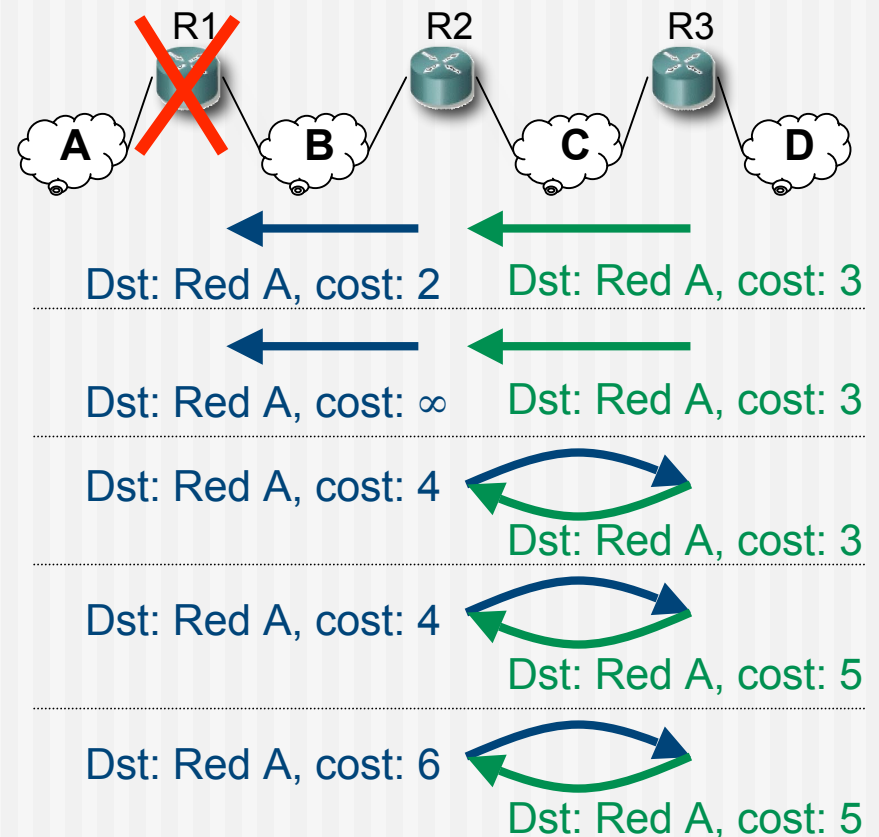 R1 R2 R3
A B C D
Dst: Red A, cost: 2 Dst: Red A, cost: 3
Dst: Red A, cost: ∞ Dst: Red A, cost: 3
Dst: Red A, cost: 4
Dst: Red A, cost: 3
Dst: Red A, cost: 4
Dst: Red A, cost: 5
Dst: Red A, cost: 6
Dst: Red A, cost: 5